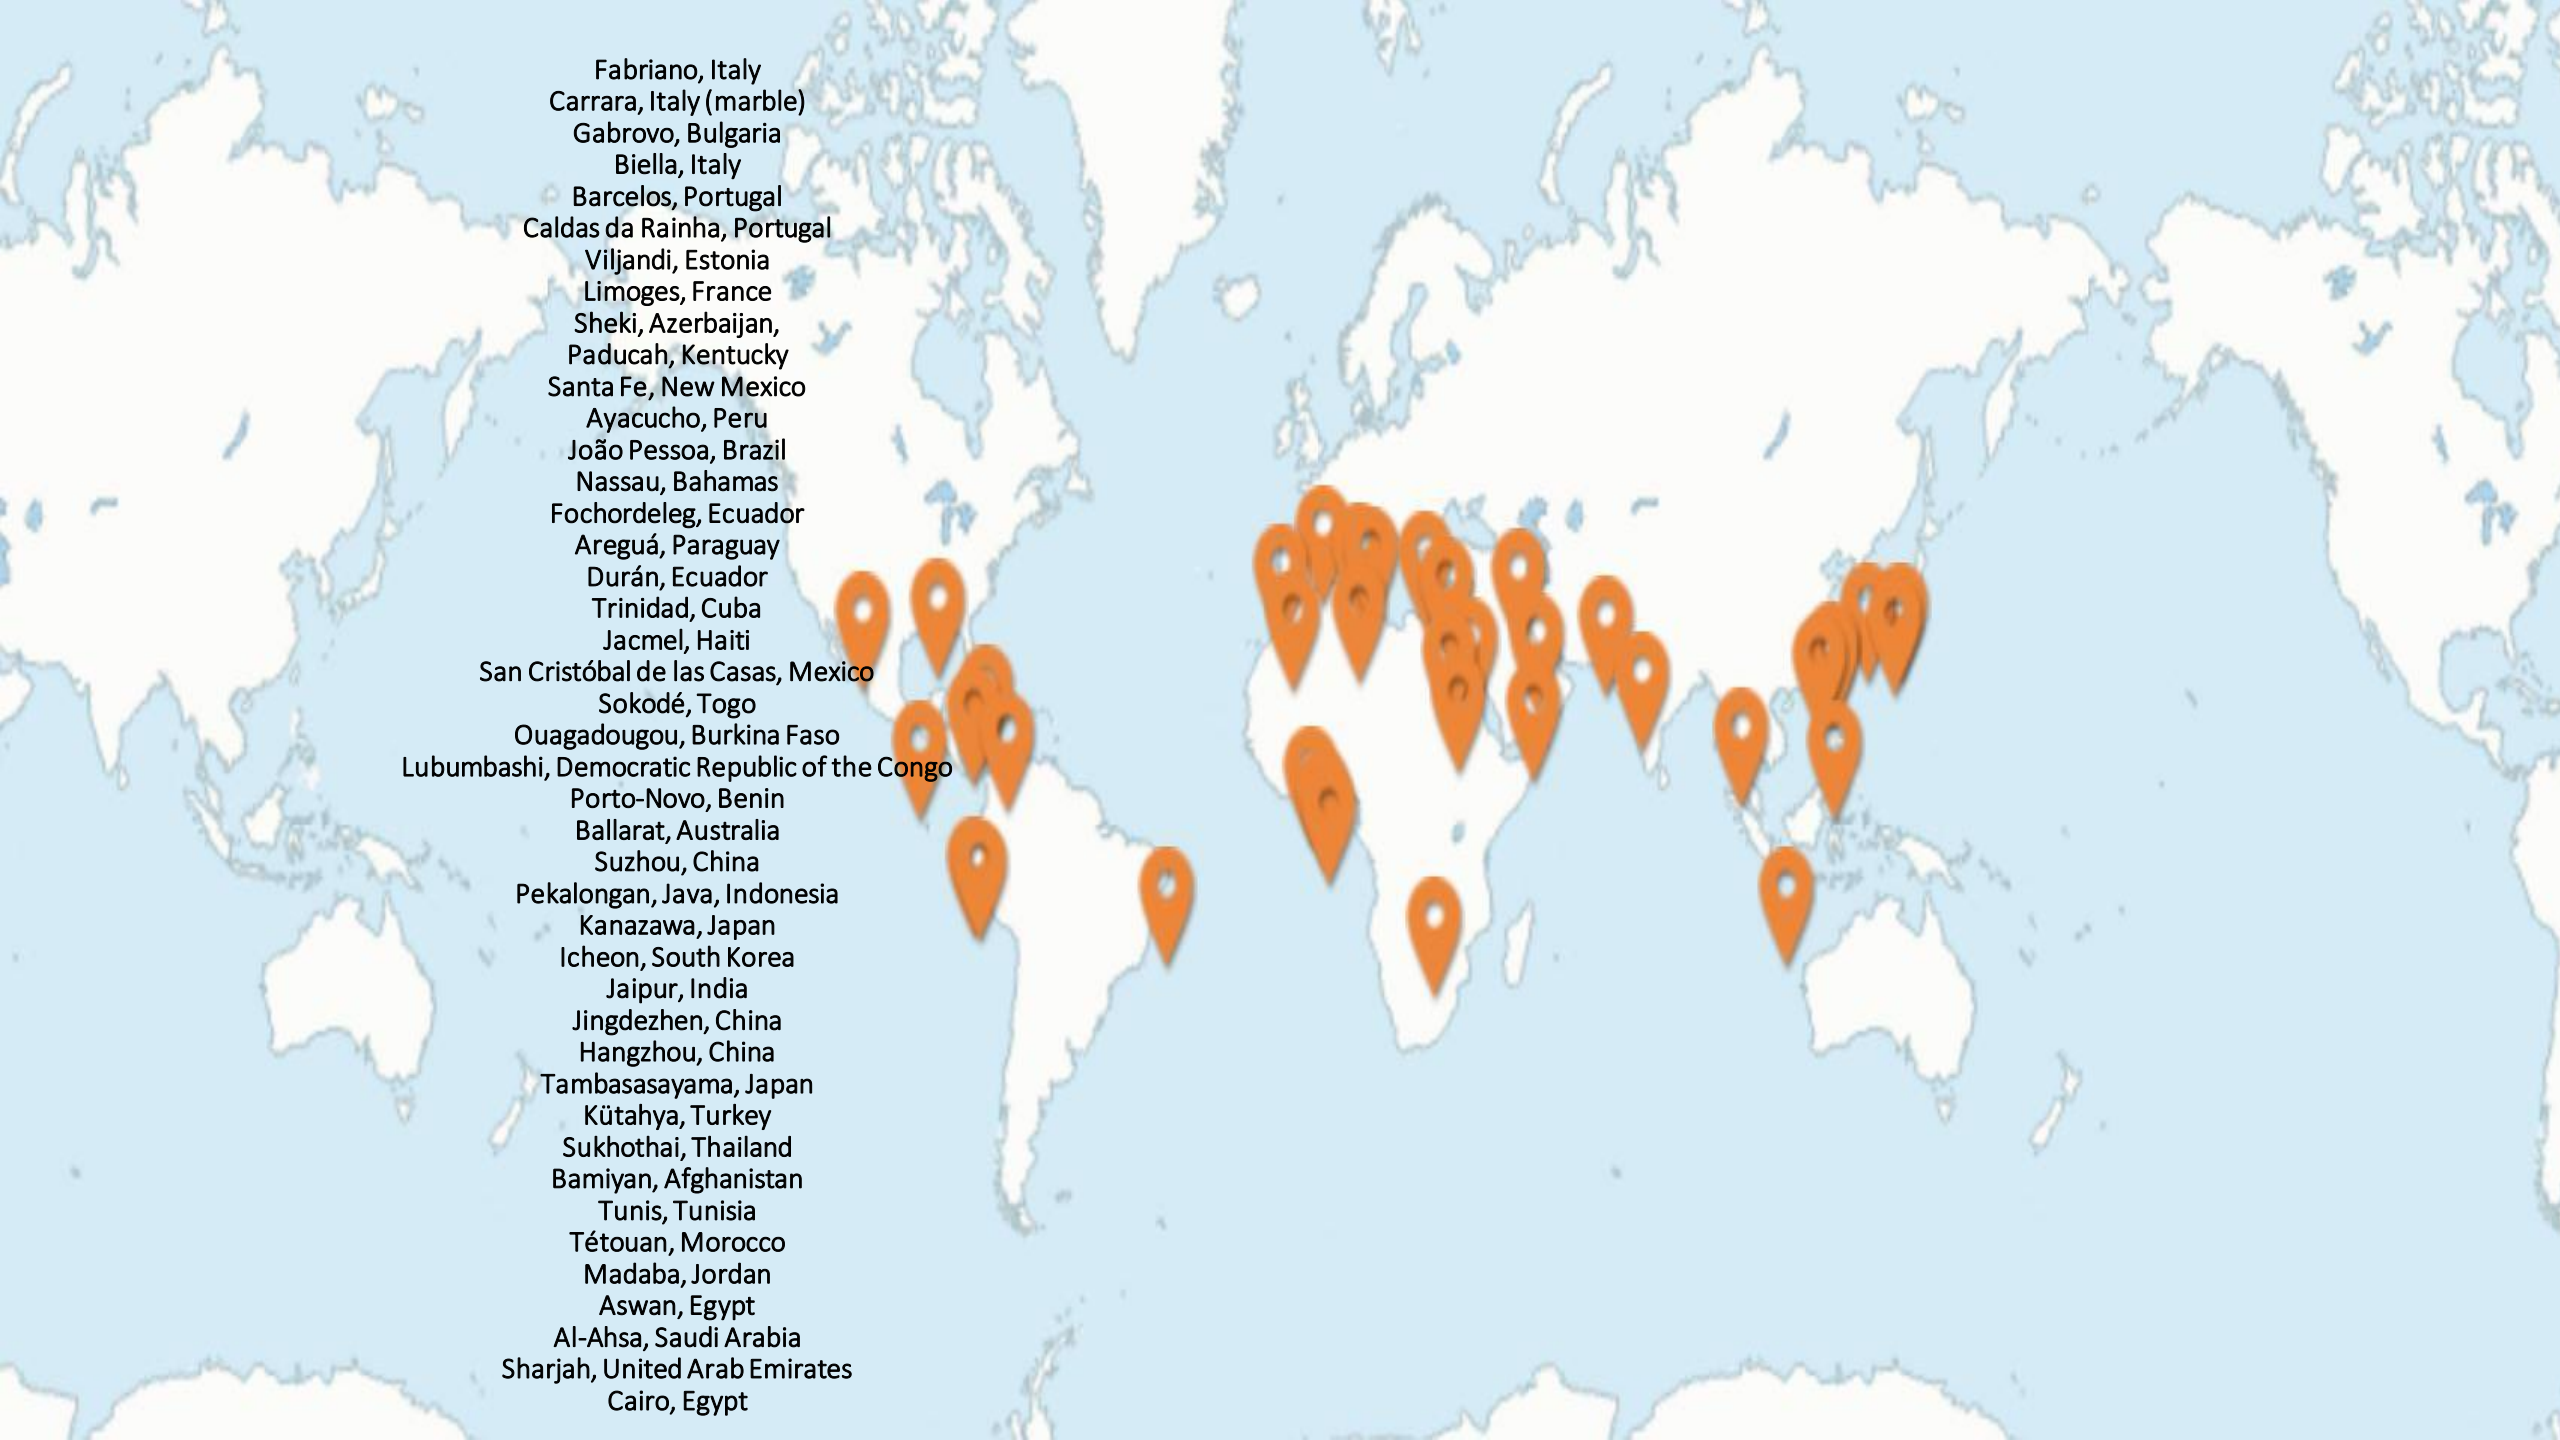 Fabriano, Italy
Carrara, Italy (marble)
Gabrovo, Bulgaria
Biella, Italy
Barcelos, Portugal
Caldas da Rainha, Portugal
Viljandi, Estonia
Limoges, France
Sheki, Azerbaijan,
Paducah, Kentucky
Santa Fe, New Mexico
Ayacucho, Peru
João Pessoa, Brazil
Nassau, Bahamas
Fochordeleg, Ecuador
Areguá, Paraguay
Durán, Ecuador
Trinidad, Cuba
Jacmel, Haiti
San Cristóbal de las Casas, Mexico
Sokodé, Togo
Ouagadougou, Burkina Faso
Lubumbashi, Democratic Republic of the Congo
Porto-Novo, Benin
Ballarat, Australia
Suzhou, China
Pekalongan, Java, Indonesia
Kanazawa, Japan
Icheon, South Korea
Jaipur, India
Jingdezhen, China
Hangzhou, China
Tambasasayama, Japan
Kütahya, Turkey
Sukhothai, Thailand
Bamiyan, Afghanistan
Tunis, Tunisia
Tétouan, Morocco
Madaba, Jordan
Aswan, Egypt
Al-Ahsa, Saudi Arabia
Sharjah, United Arab Emirates
Cairo, Egypt